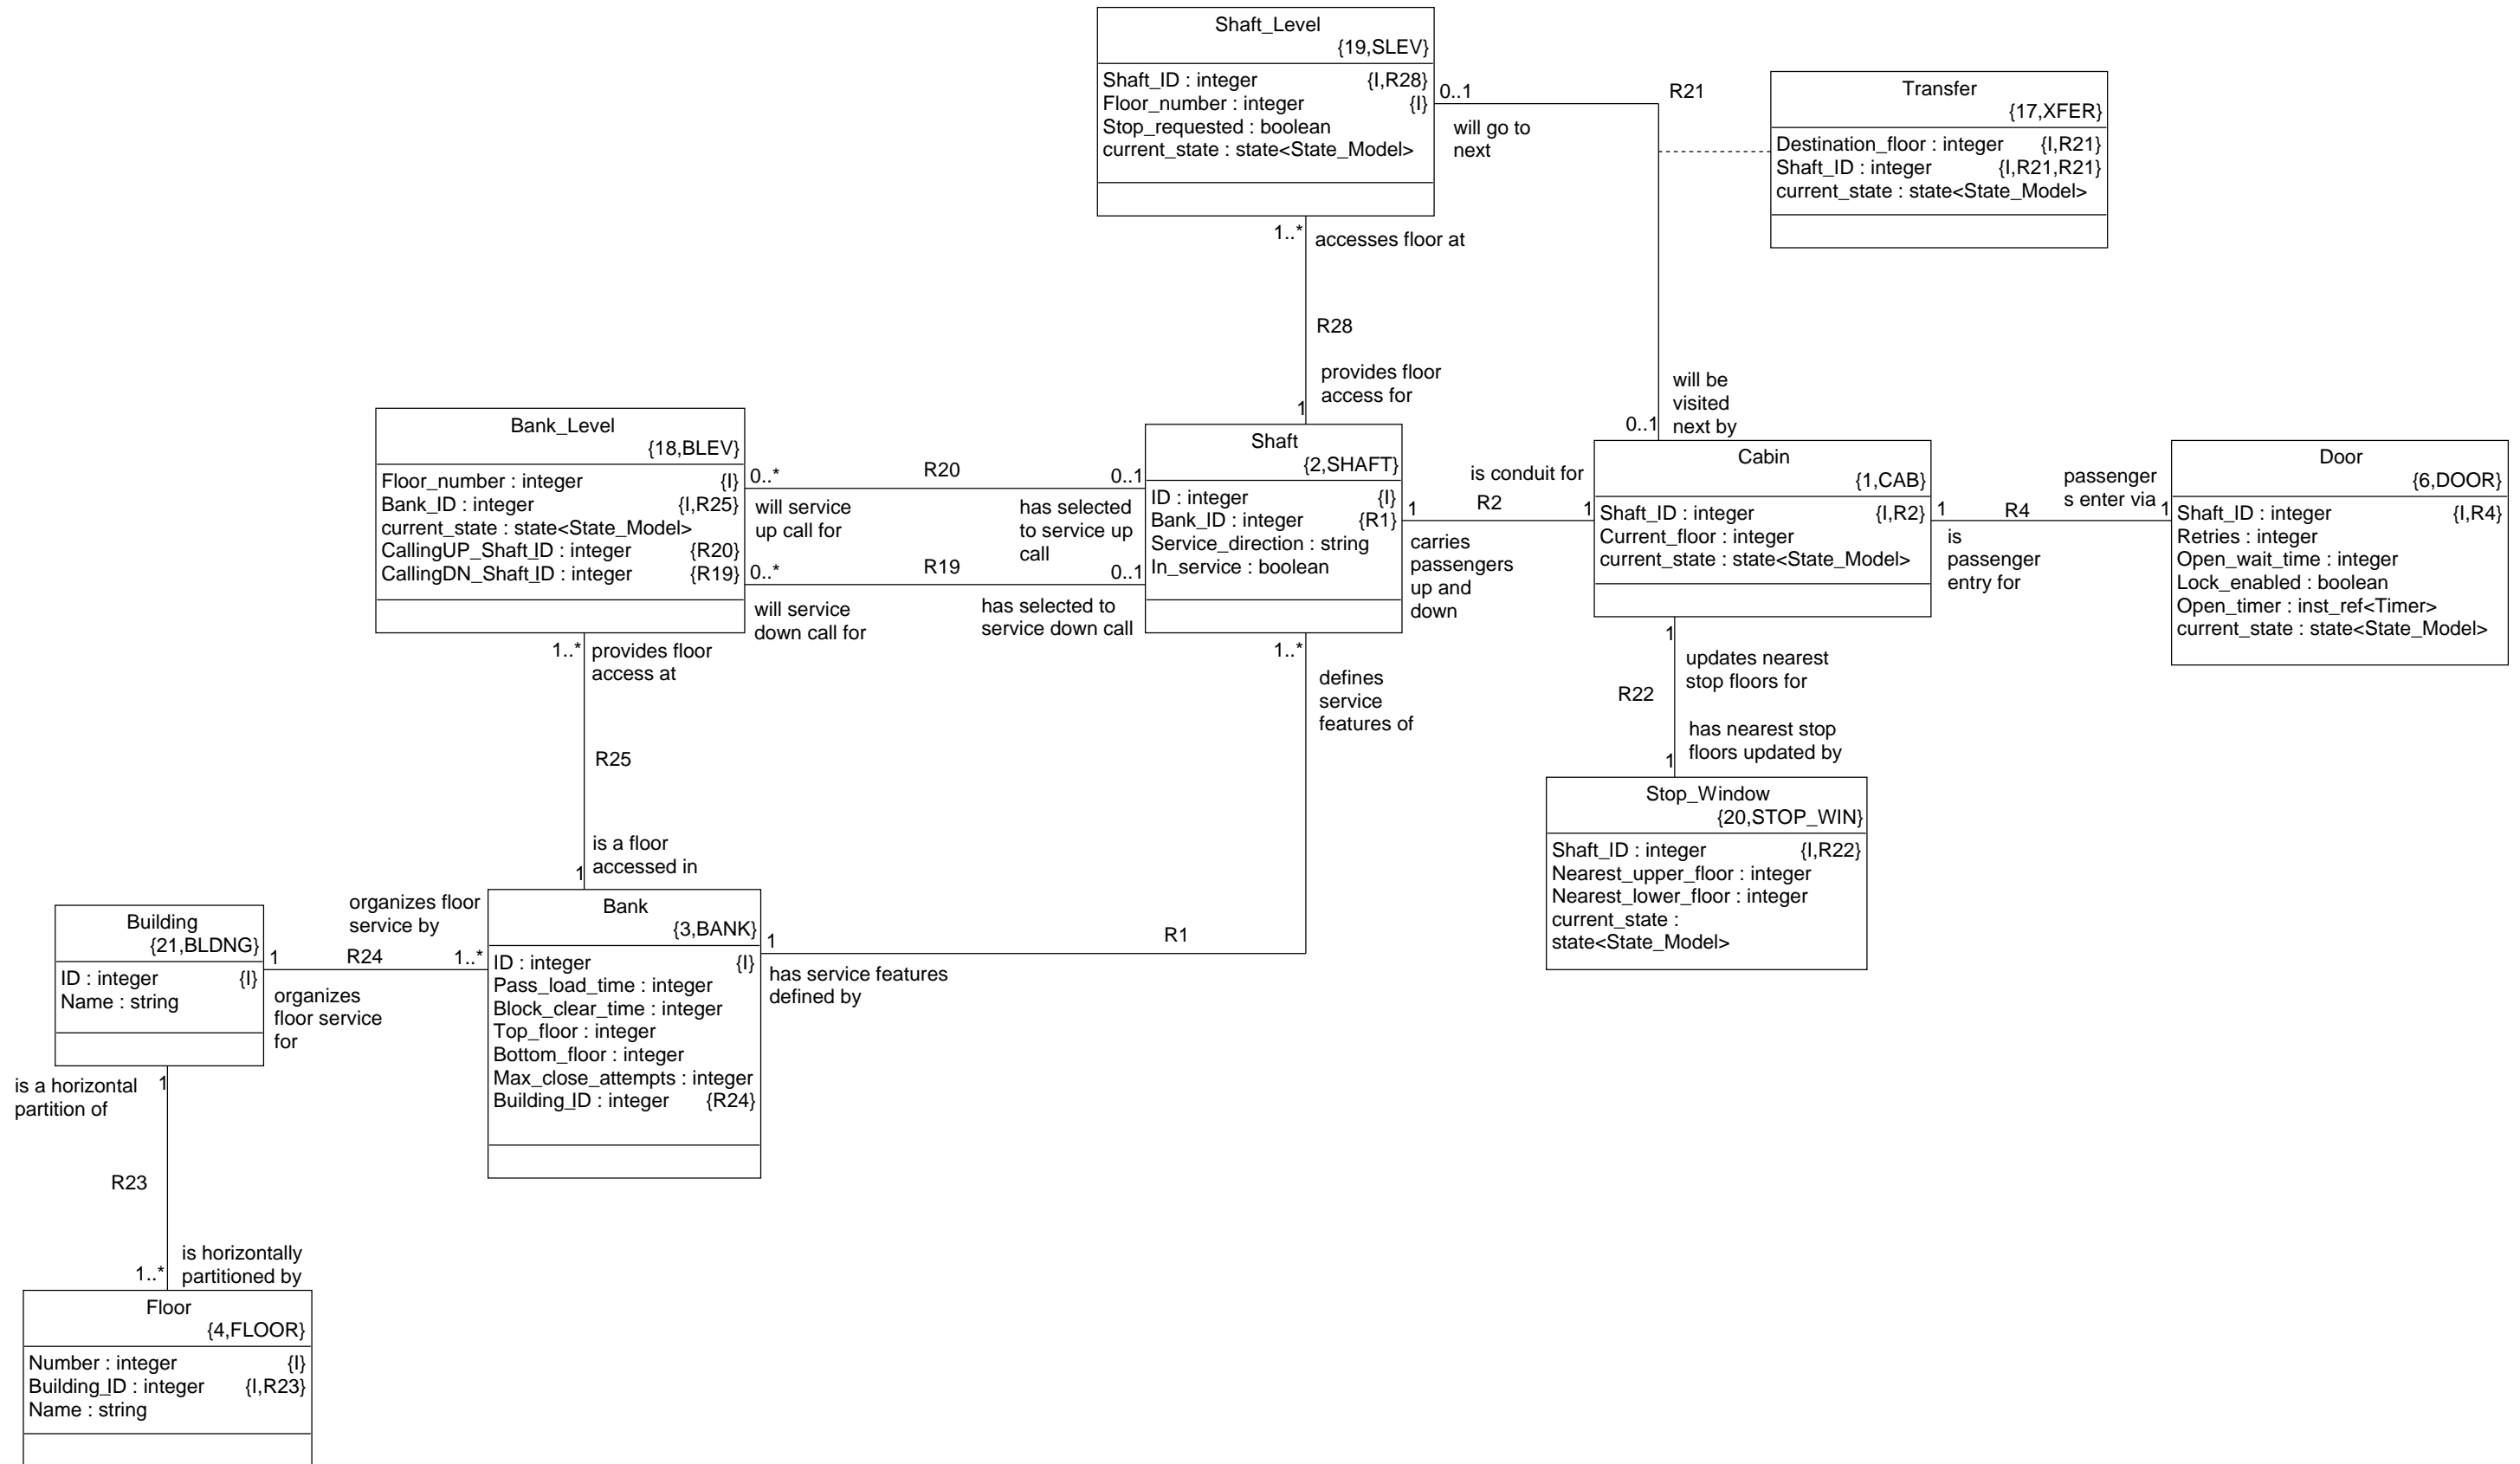 Shaft_Level
{19,SLEV}
Shaft_ID : integer {I,R28}
Floor_number : integer {I}
Stop_requested : boolean
current_state : state<State_Model>
0..1
R21
will go to
next
Transfer
{17,XFER}
Destination_floor : integer {I,R21}
Shaft_ID : integer {I,R21,R21}
current_state : state<State_Model>
1..*
accesses floor at
R28
provides floor
access for
1
will be
visited
next by
0..1
Bank_Level
{18,BLEV}
Floor_number : integer {I}
Bank_ID : integer {I,R25}
current_state : state<State_Model>
CallingUP_Shaft_ID : integer {R20}
CallingDN_Shaft_ID : integer {R19}
0..*
R20
0..1
will service
up call for
has selected
to service up
call
0..*
R19
0..1
will service
down call for
has selected to
service down call
Shaft
{2,SHAFT}
ID : integer {I}
Bank_ID : integer {R1}
Service_direction : string
In_service : boolean
is conduit for
1
R2
1
carries
passengers
up and
down
Cabin
{1,CAB}
Shaft_ID : integer {I,R2}
Current_floor : integer
current_state : state<State_Model>
passenger
s enter via
1
R4
1
is
passenger
entry for
Door
{6,DOOR}
Shaft_ID : integer {I,R4}
Retries : integer
Open_wait_time : integer
Lock_enabled : boolean
Open_timer : inst_ref<Timer>
current_state : state<State_Model>
1..*
provides floor
access at
R25
is a floor
accessed in
1
1..*
defines
service
features of
1
updates nearest
stop floors for
R22
has nearest stop
floors updated by
1
Stop_Window
{20,STOP_WIN}
Shaft_ID : integer {I,R22}
Nearest_upper_floor : integer
Nearest_lower_floor : integer
current_state :
state<State_Model>
Building
{21,BLDNG}
ID : integer {I}
Name : string
organizes floor
service by
1
R24
1..*
organizes
floor service
for
Bank
{3,BANK}
ID : integer {I}
Pass_load_time : integer
Block_clear_time : integer
Top_floor : integer
Bottom_floor : integer
Max_close_attempts : integer
Building_ID : integer {R24}
1
R1
has service features
defined by
is a horizontal
partition of
1
R23
is horizontally
partitioned by
1..*
Floor
{4,FLOOR}
Number : integer {I}
Building_ID : integer {I,R23}
Name : string